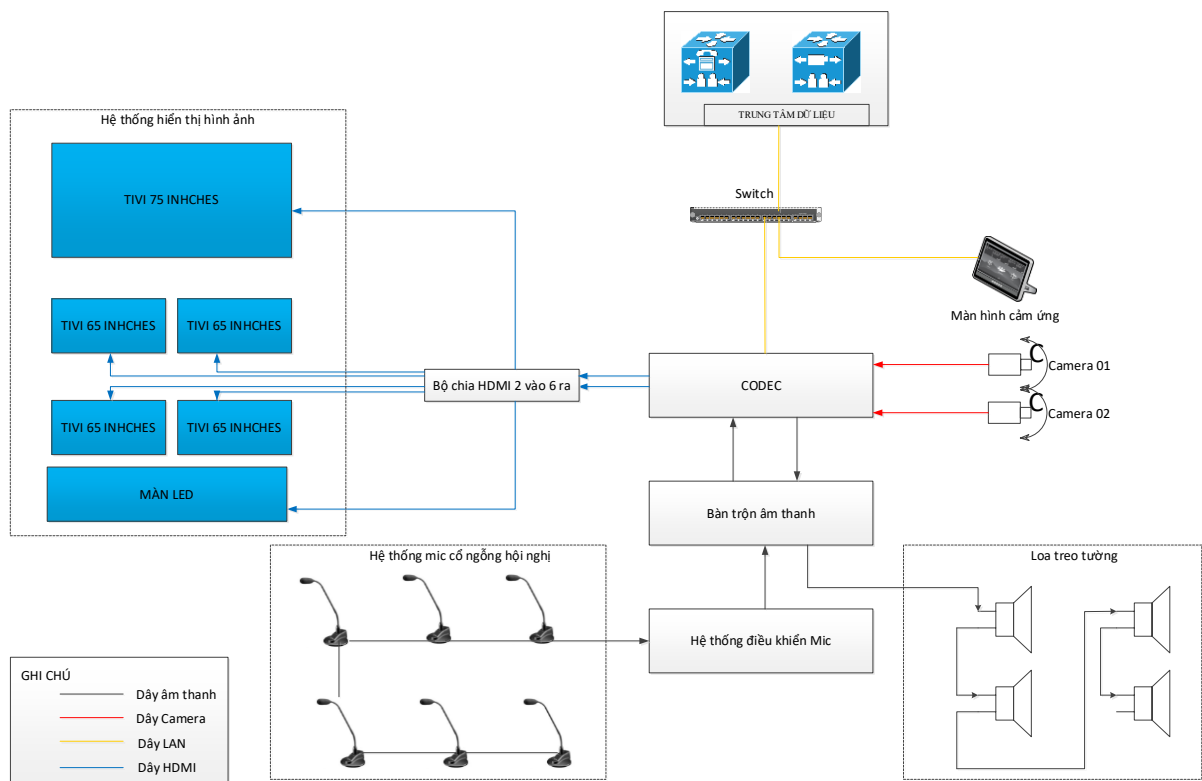 TRUNG TÂM DỮ LIỆU
Hệ thống hiển thị hình ảnh
TIVI 75 INHCHES
Switch
Màn hình cảm ứng
TIVI 65 INHCHES
TIVI 65 INHCHES
Bộ chia HDMI 2 vào 6 ra
CODEC
C
Camera 01
C
Camera 02
TIVI 65 INHCHES
TIVI 65 INHCHES
MÀN LED
Bàn trộn âm thanh
Hệ thống mic cổ ngỗng hội nghị
Loa treo tường
Hệ thống điều khiển Mic
GHI CHÚ
Dây âm thanh
Dây Camera
Dây LAN
Dây HDMI